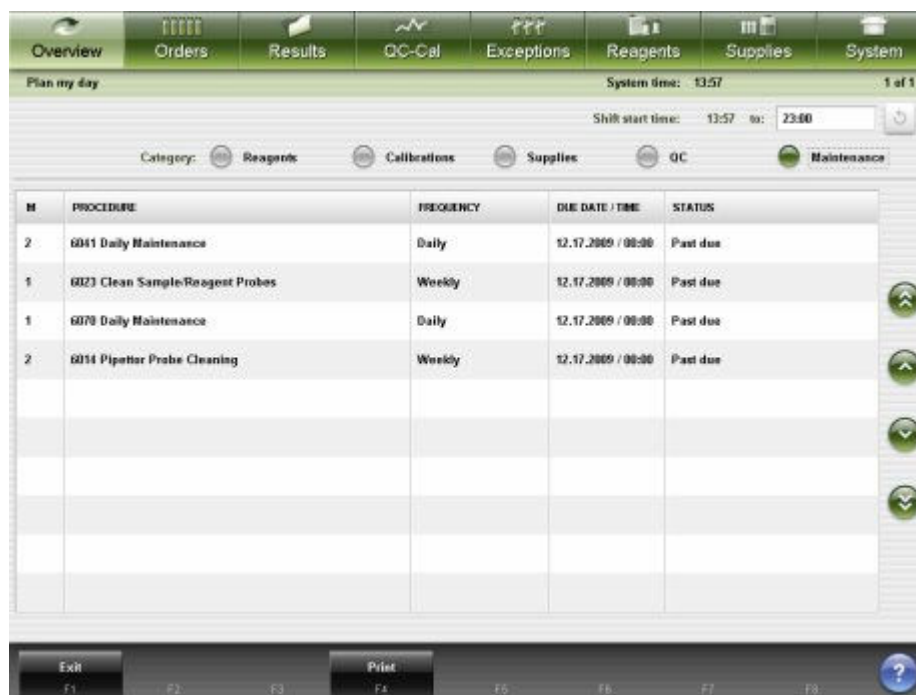 Overview Orders Results QC-Cal Exceptions Reagents Supplies System
Plan my day System time: 13:57 1 of 1
Shift start time: 13:57 to: 23:00
Category: Reagents Calibrations Supplies QC Maintenance
M PROCEDURE FREQUENCY DUE DATE / TIME STATUS
2 6041 Daily Maintenance Daily 12.17.2009 / 00:00 Past due
1 6023 Clean Sample/Reagent Probes Weekly 12.17.2009 / 00:00 Past due
1 6070 Daily Maintenance Daily 12.17.2009 / 00:00 Past due
2 6014 Pipettor Probe Cleaning Weekly 12.17.2009 / 00:00 Past due
Exit Print ?
F1 F2 F3 F4 F5 F6 F7 F8